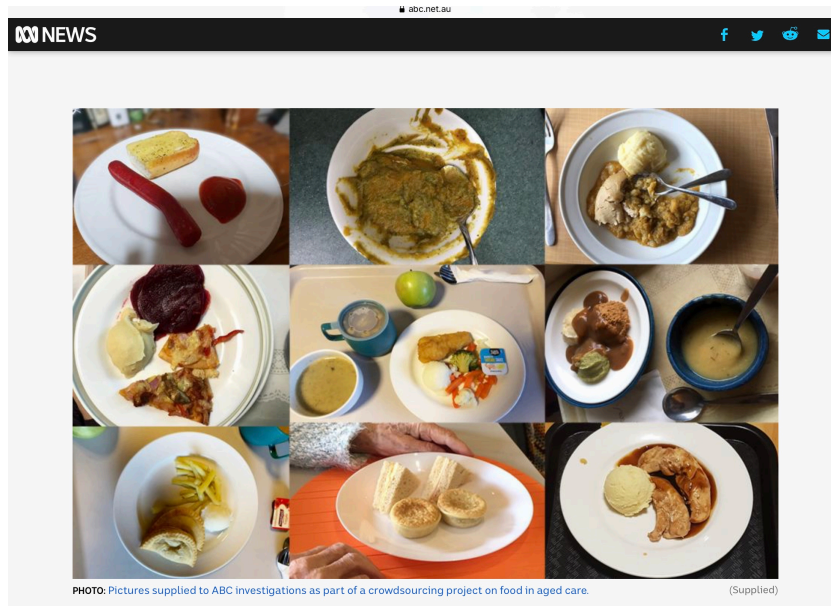 abc.net.au
NEWS
PHOTO: Pictures supplied to ABC investigations as part of a crowdsourcing project on food in aged care.
(Supplied)